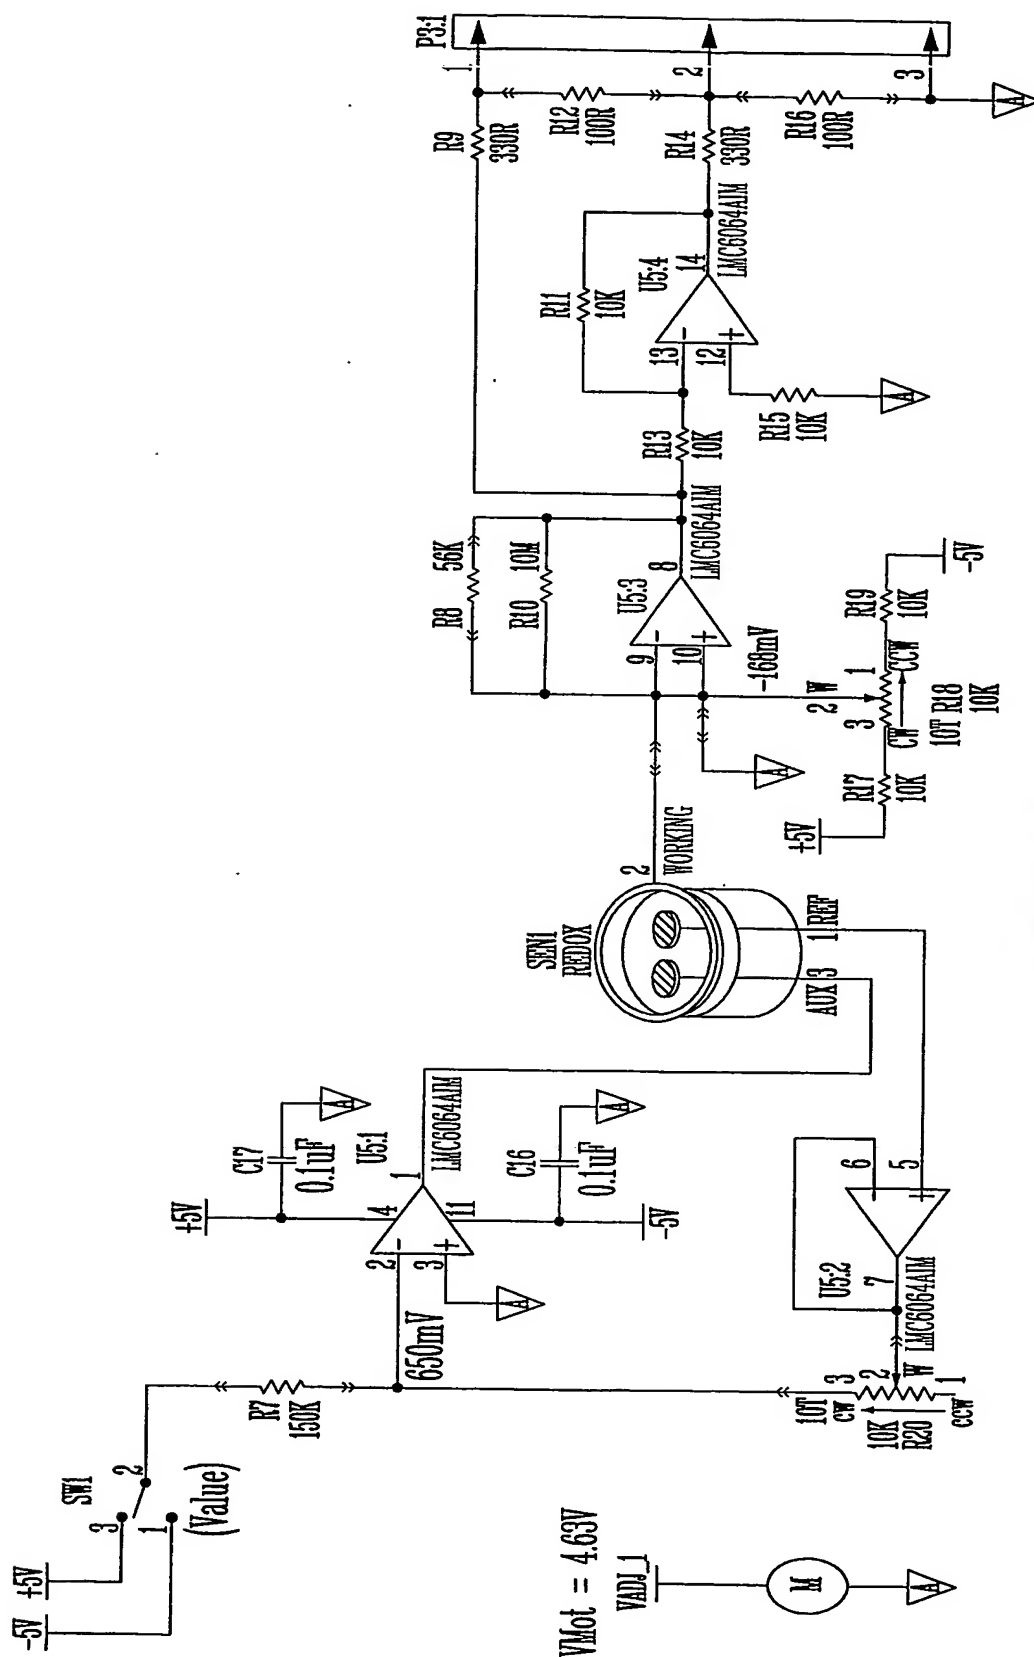 -5V
+5V
3
1
SW1
2
(Value)
R7
150K
650mV
+5V
C17
0.1uF
U5:1
2
3
-
+
4
11
1
LMC6064AIM
C16
0.1uF
-5V
A
A
A
VMot = 4.63V
VADJ_1
M
A
10T
CW
3
2
W
1
10K
R20
CCW
U5:2
7
LMC6064AIM
6
5
-
+
SEN1
REDOX
AUX 3
1 REF
2
WORKING
A
R8
56K
R10
10M
U5:3
9
10
-
+
8
LMC6064AIM
-168mV
2 W
3
1
CW
CCW
10T R18
10K
+5V
R17
10K
R19
10K
-5V
R13
10K
R11
10K
U5:4
13
12
-
+
14
LMC6064AIM
R15
10K
A
R9
330R
R14
330R
R12
100R
R16
100R
1
2
3
P3:1
A